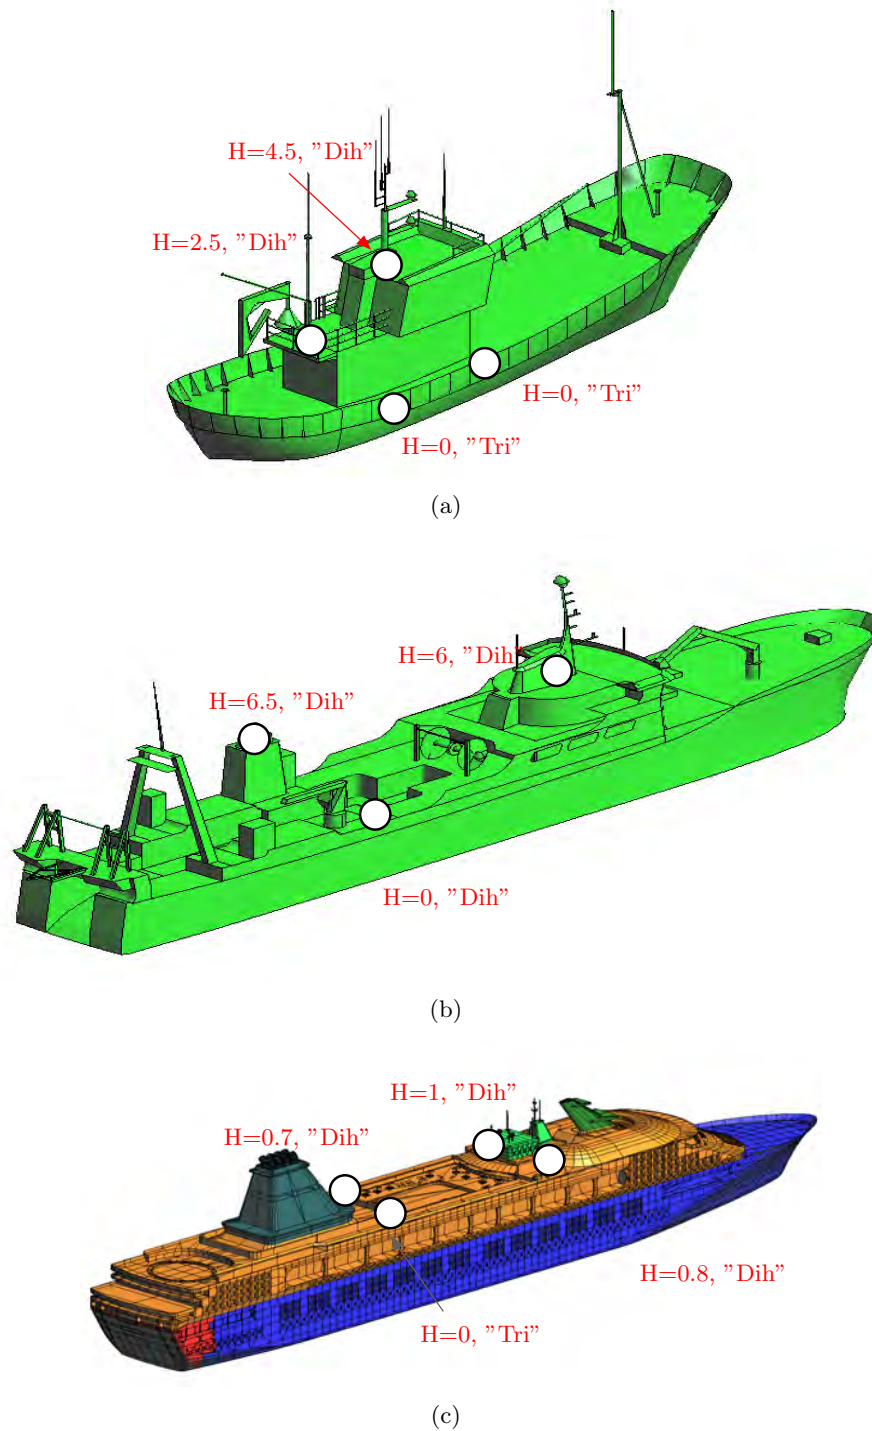 H=4.5, ”Dih”
H=2.5, ”Dih”
H=0, ”Tri”
H=0, ”Tri”
(a)
H=6, ”Dih”
H=6.5, ”Dih”
H=0, ”Dih”
(b)
H=1, ”Dih”
H=0.7, ”Dih”
H=0.8, ”Dih”
H=0, ”Tri”
(c)